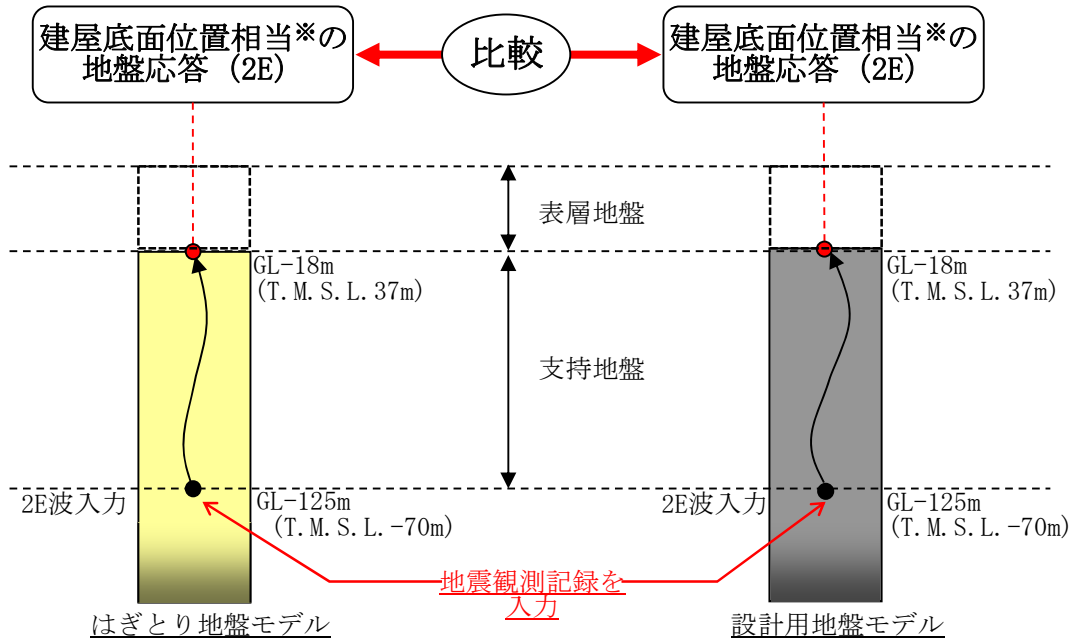 建屋底面位置相当※の
地盤応答（2E）
比較
建屋底面位置相当※の
地盤応答（2E）
表層地盤
GL-18m
(T.M.S.L.37m)
GL-18m
(T.M.S.L.37m)
支持地盤
2E波入力
GL-125m
(T.M.S.L.-70m)
2E波入力
GL-125m
(T.M.S.L.-70m)
地震観測記録を
入力
はぎとり地盤モデル
設計用地盤モデル